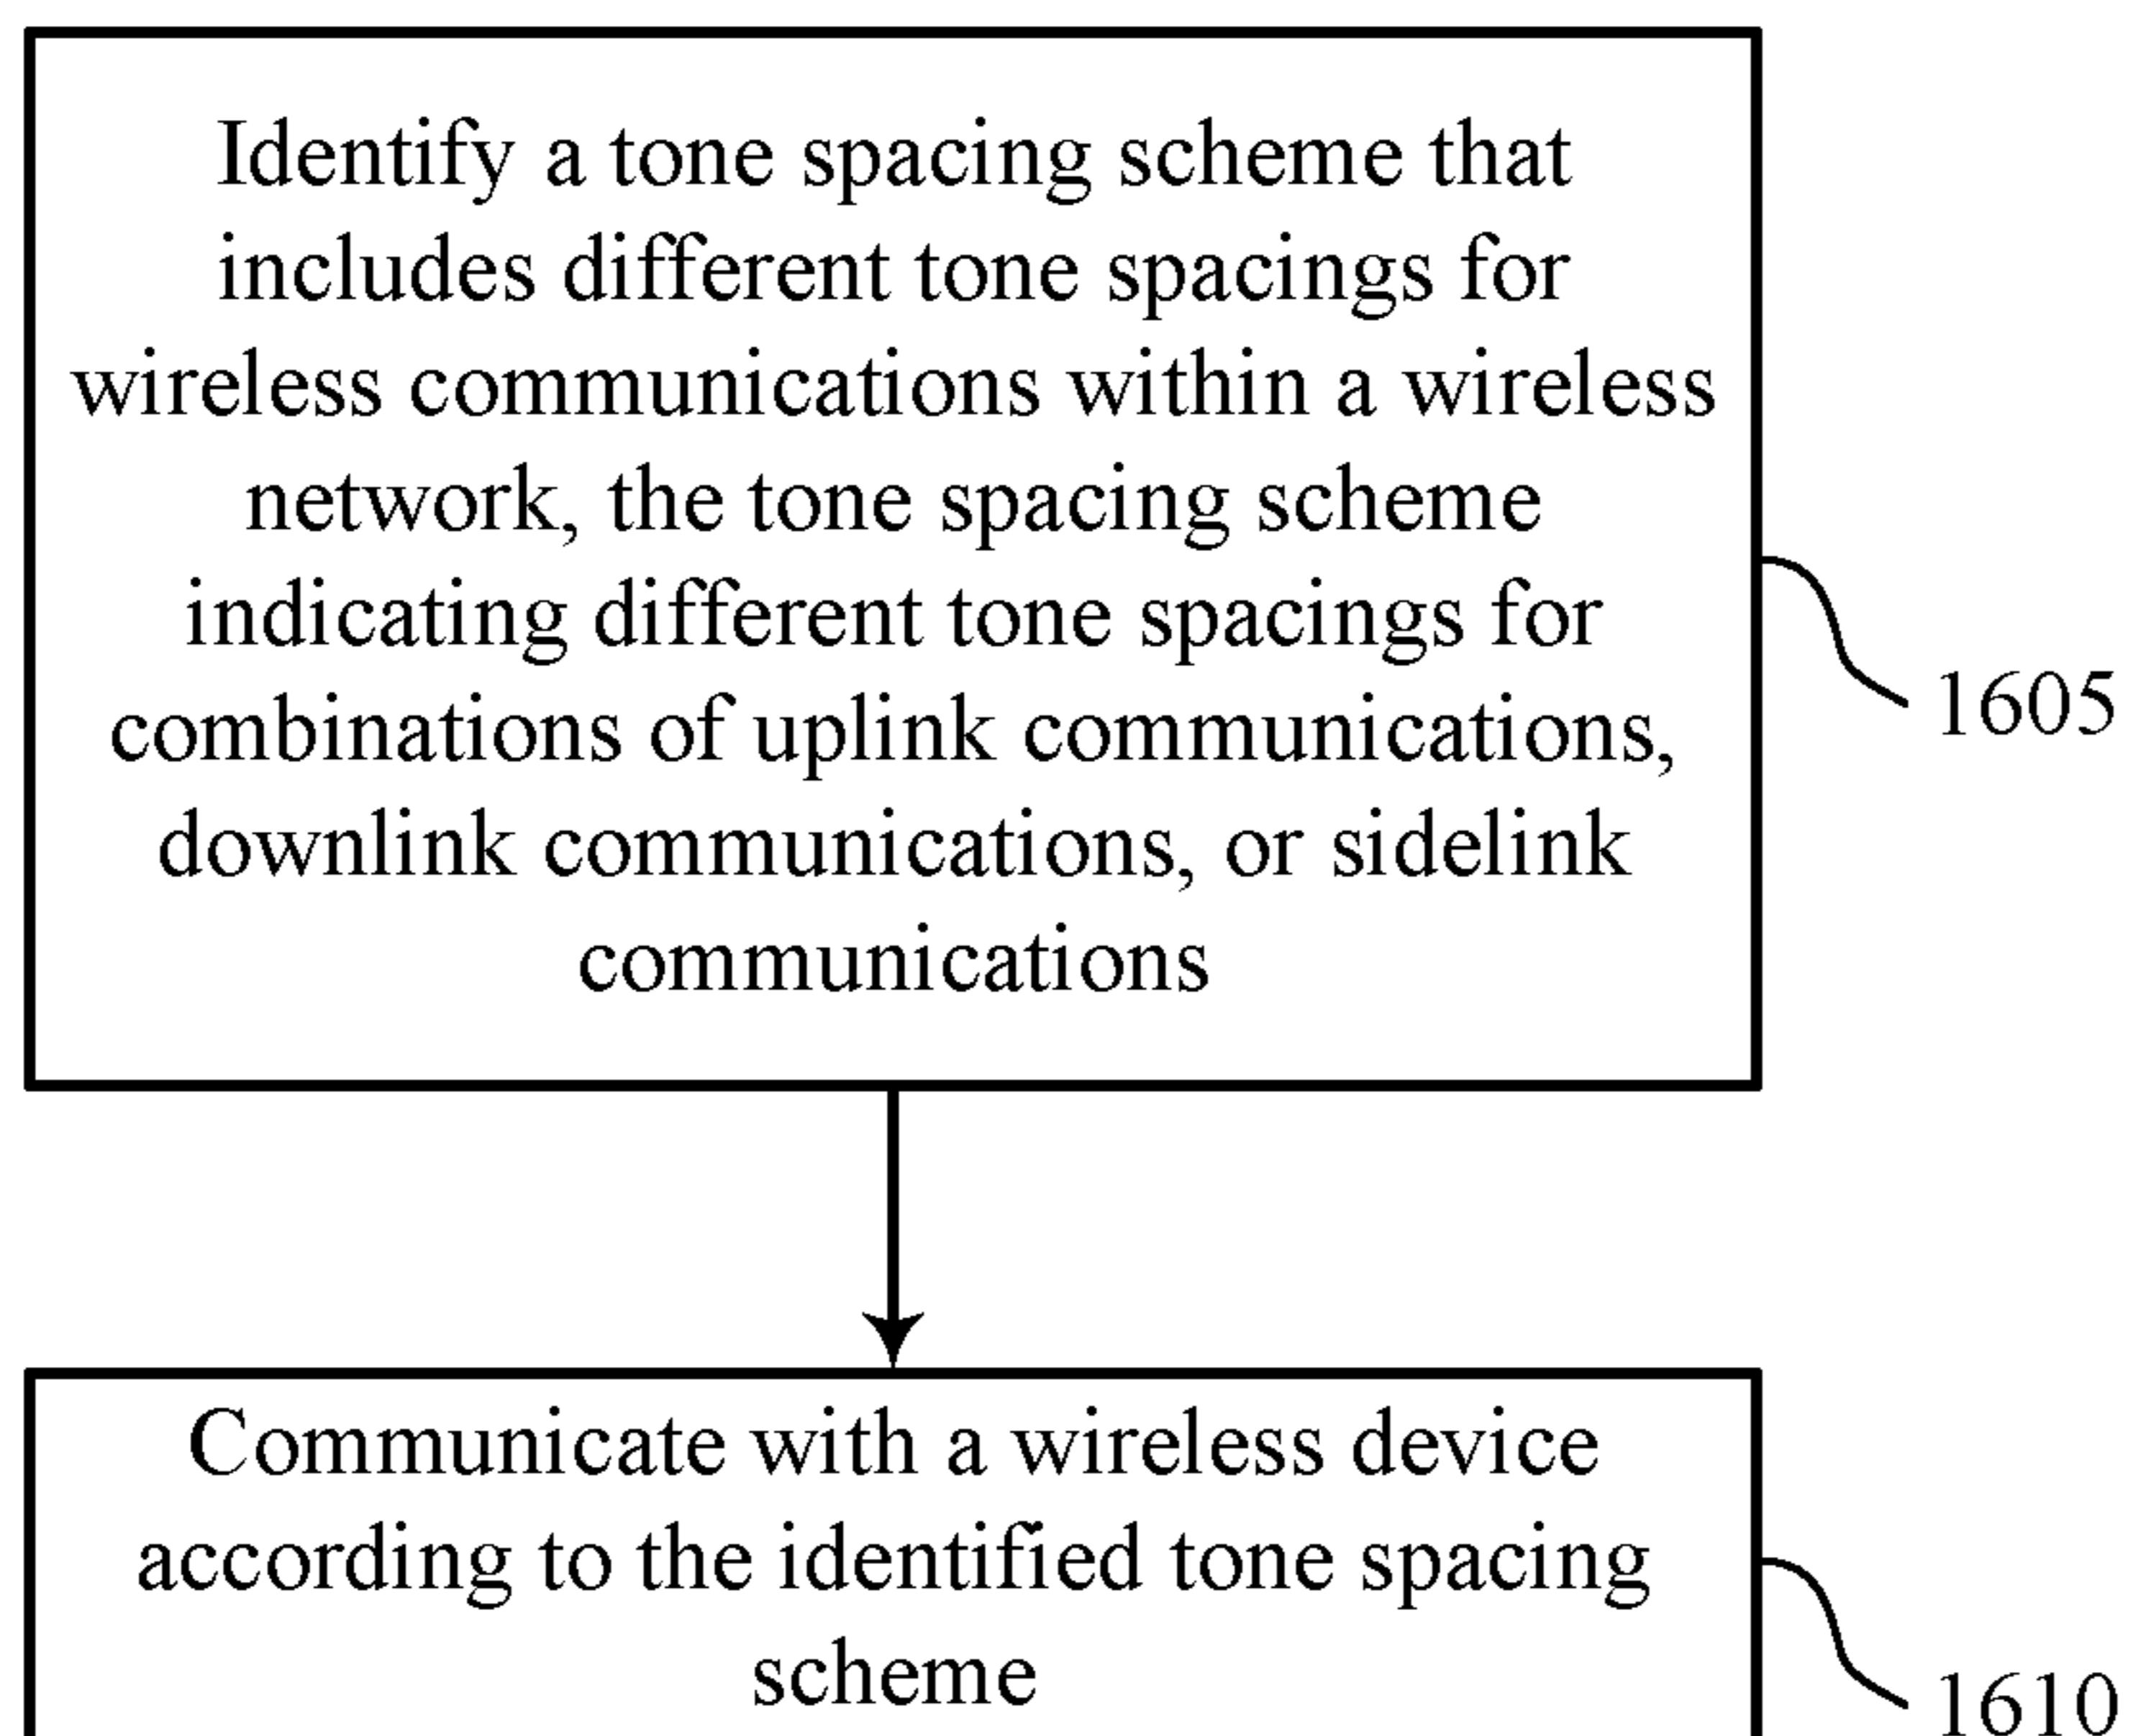 Identify a tone spacing scheme that
includes different tone spacings for
wireless communications within a wireless
network, the tone spacing scheme
indicating different tone spacings for
combinations of uplink communications,
downlink communications, or sidelink
communications
1605
Communicate with a wireless device
according to the identified tone spacing
scheme
1610